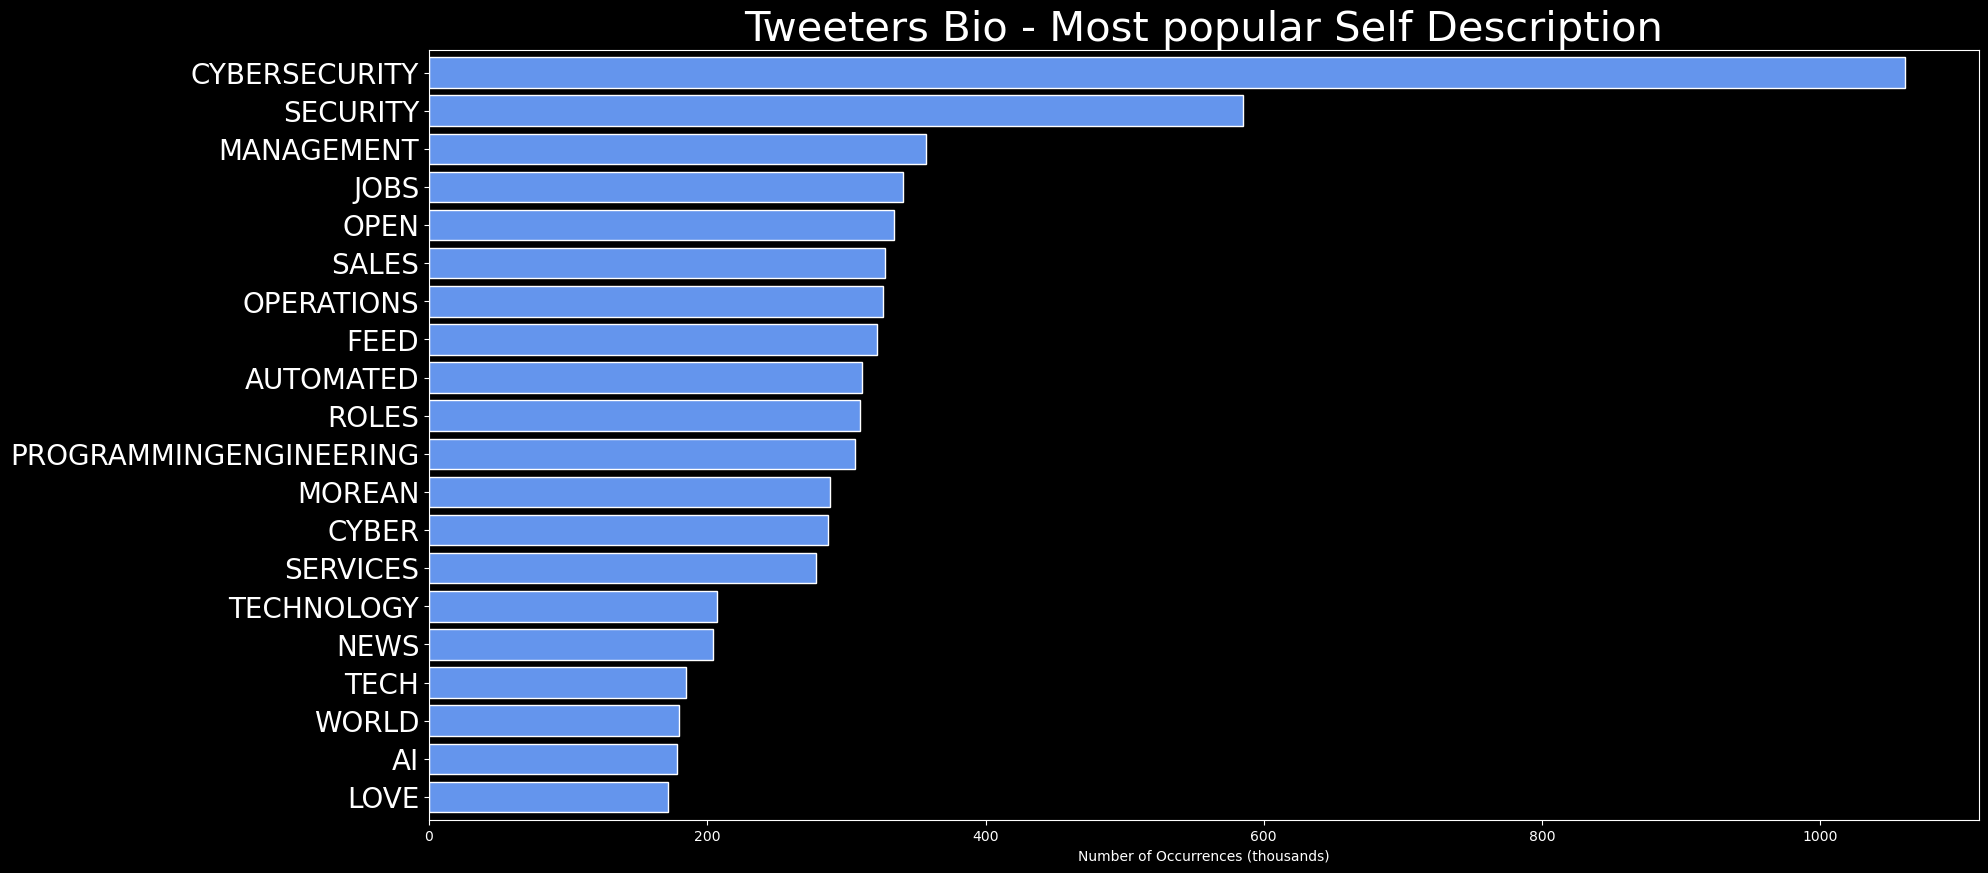 Tweeters Bio - Most popular Self Description
CYBERSECURITY
SECURITY
MANAGEMENT
JOBS
OPEN
SALES
OPERATIONS
FEED
AUTOMATED
ROLES
PROGRAMMINGENGINEERING
MOREAN
CYBER
SERVICES
TECHNOLOGY
NEWS
TECH
WORLD
AI
LOVE
0 200 400 600 800 1000
Number of Occurrences (thousands)